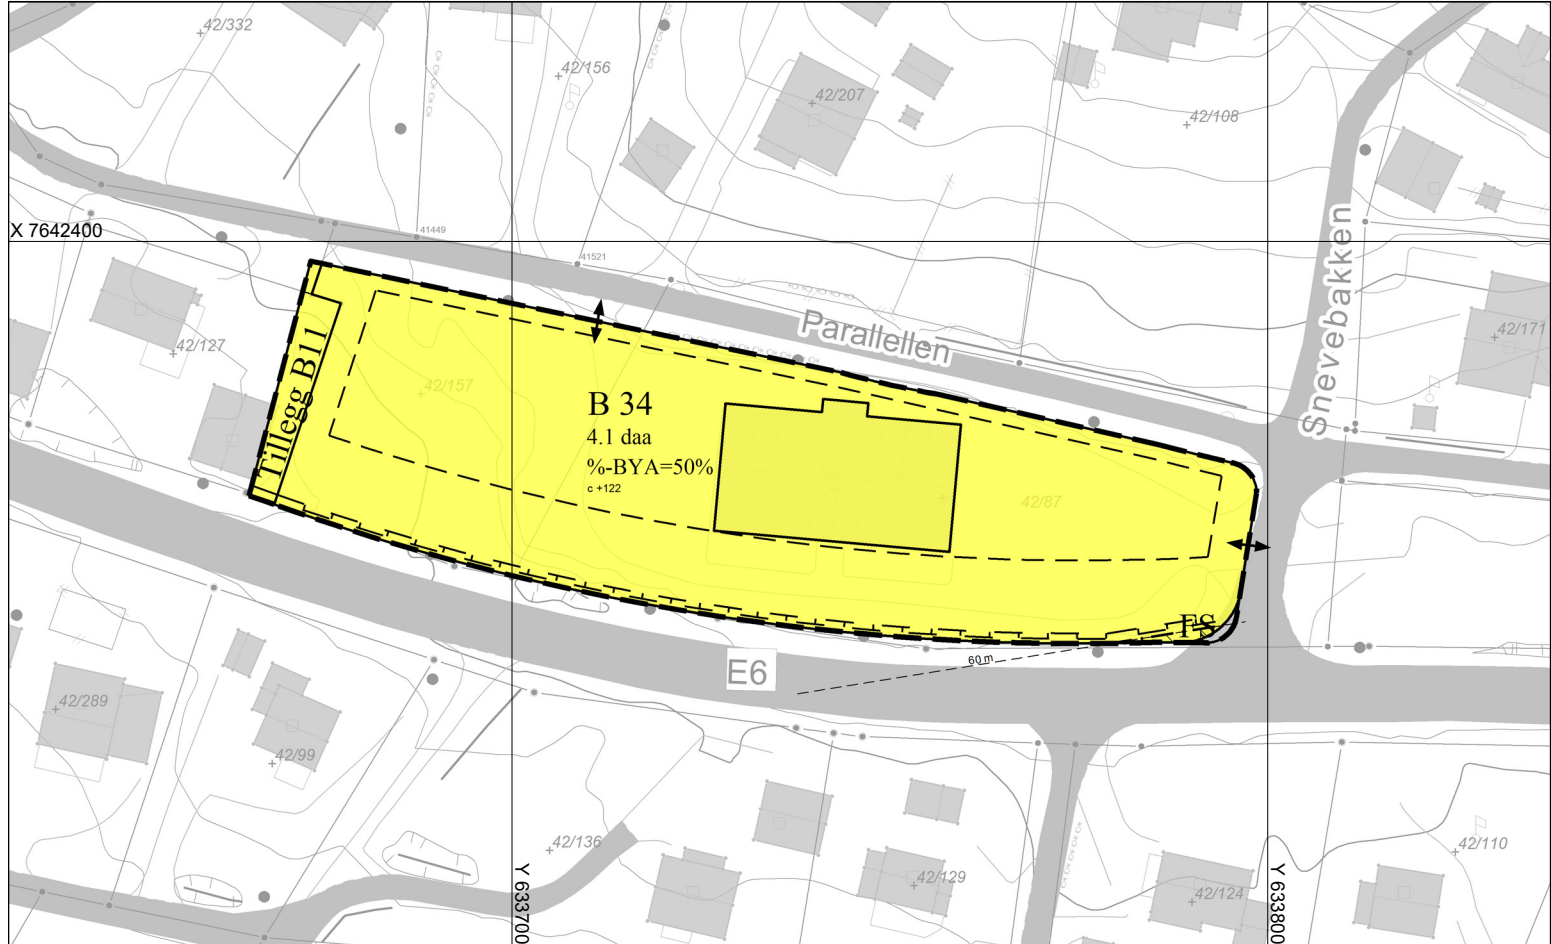 42/332
42/156
42/207
42/108
X 7642400
41449
41521
Parallellen
Snevebakken
42/127
42/171
Tillegg B11
42/157
B 34
4.1 daa
%-BYA=50%
c +122
42/87
FS
60 m
E6
42/289
42/99
42/136
42/129
42/124
42/110
Y 633700
Y 633800